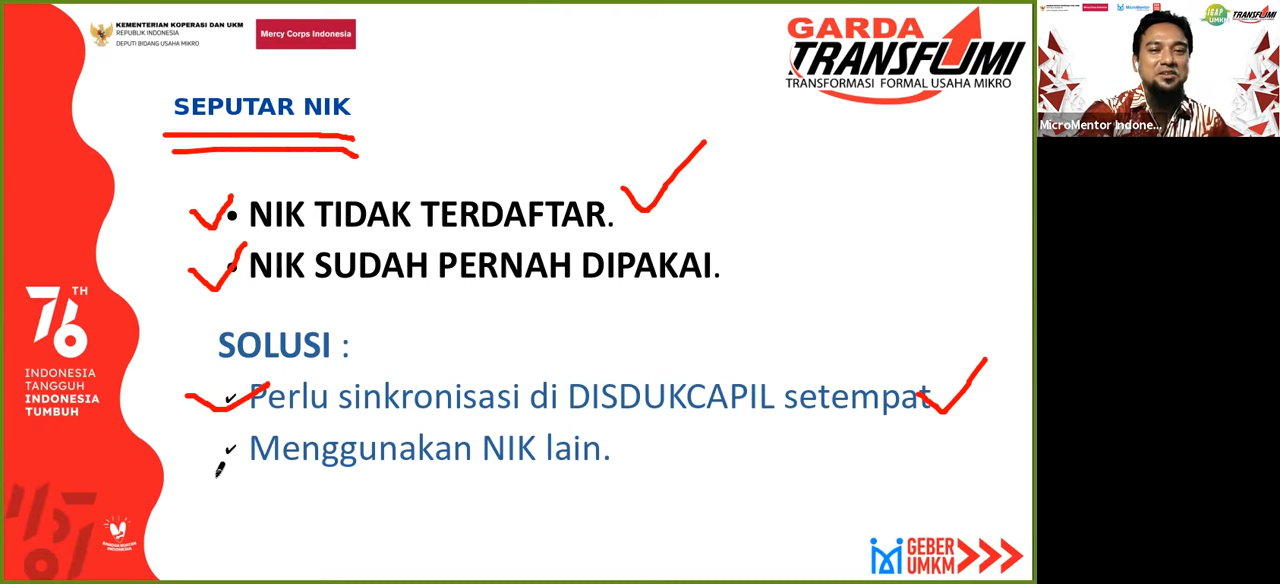 KEMENTERIAN KOPERASI DAN UKM
REPUBLIK INDONESIA
DEPUTI BIDANG USAHA MIKRO
Mercy Corps Indonesia
GARDA
TRANSFUMI
TRANSFORMASI FORMAL USAHA MIKRO
SEPUTAR NIK
• NIK TIDAK TERDAFTAR.
• NIK SUDAH PERNAH DIPAKAI.
SOLUSI :
✔ Perlu sinkronisasi di DISDUKCAPIL setempat.
✔ Menggunakan NIK lain.
76TH
INDONESIA
TANGGUH
INDONESIA
TUMBUH
GEBER
UMKM
TRANSFUMI
MicroMentor Indone...